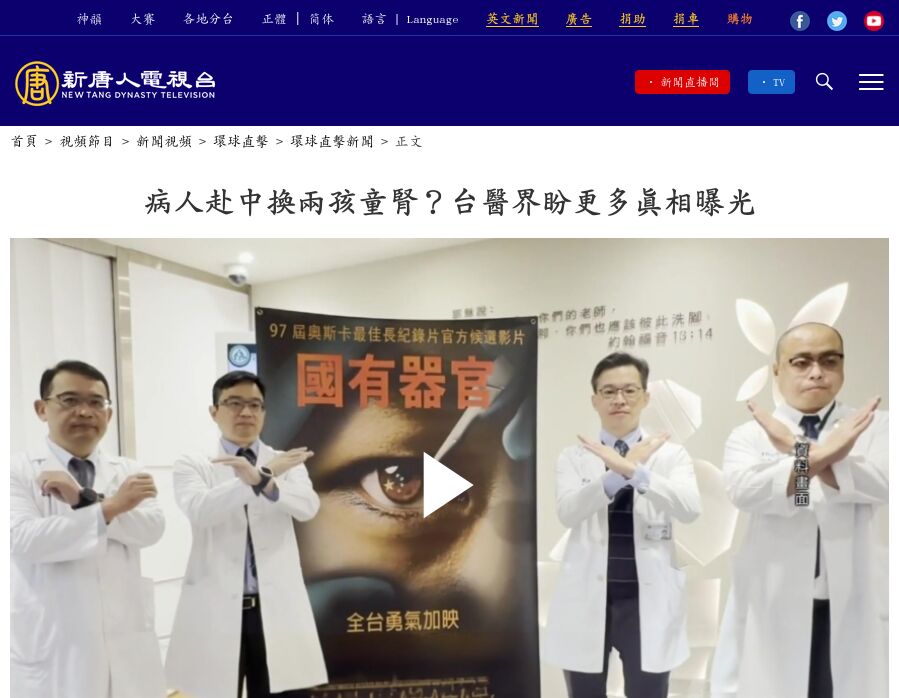 神韻 大賽 各地分台 正體 | 简体 語言 | Language 英文新聞 廣告 捐助 捐車 購物
新唐人電視台
NEW TANG DYNASTY TELEVISION
· 新聞直播間
· TV
首頁 > 視頻節目 > 新聞視頻 > 環球直擊 > 環球直擊新聞 > 正文
病人赴中換兩孩童腎？台醫界盼更多真相曝光
你們的老師，
腳，你們也應該彼此洗腳。
約翰福音 13:14
97 屆奧斯卡最佳長紀錄片官方候選影片
國有器官
資料畫面
全台勇氣加映